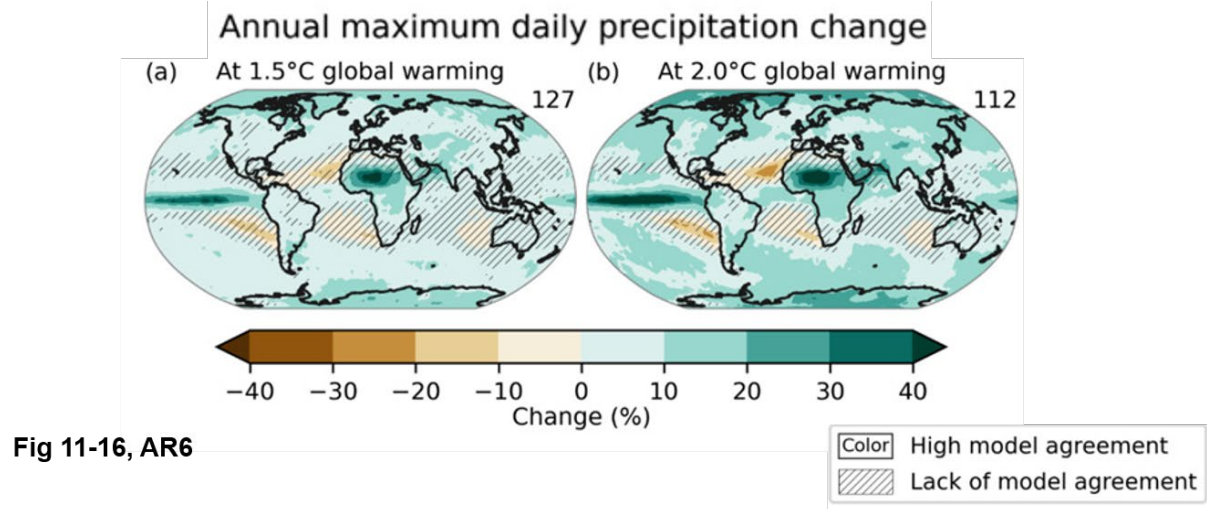 Annual maximum daily precipitation change
(a) At 1.5°C global warming
127
(b) At 2.0°C global warming
112
−40 −30 −20 −10 0 10 20 30 40
Change (%)
Fig 11-16, AR6
Color High model agreement
Lack of model agreement